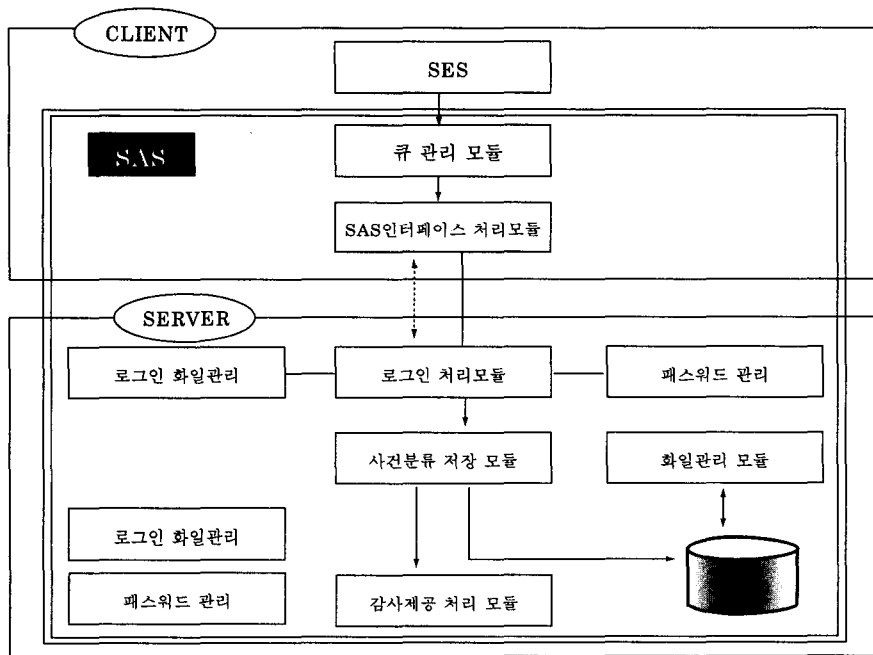 CLIENT
SES
SAS
큐 관리 모듈
SAS인터페이스 처리모듈
SERVER
로그인 화일관리
로그인 처리모듈
패스워드 관리
사건분류 저장 모듈
화일관리 모듈
로그인 화일관리
패스워드 관리
감사제공 처리 모듈